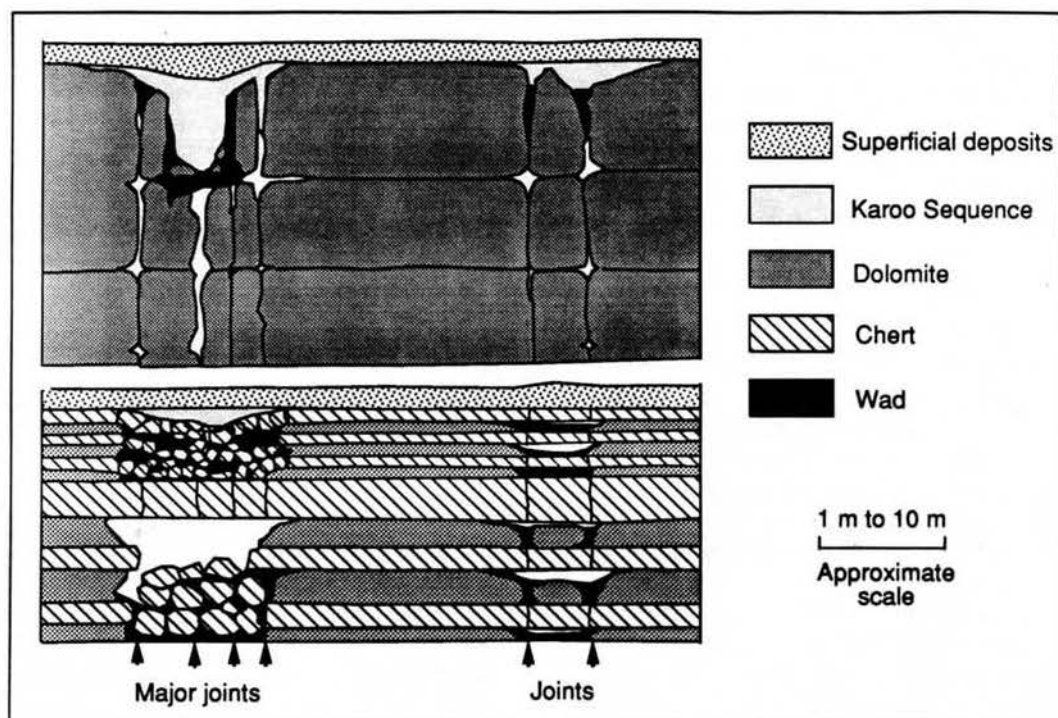 Superficial deposits
Karoo Sequence
Dolomite
Chert
Wad
1 m to 10 m
Approximate
scale
Major joints
Joints